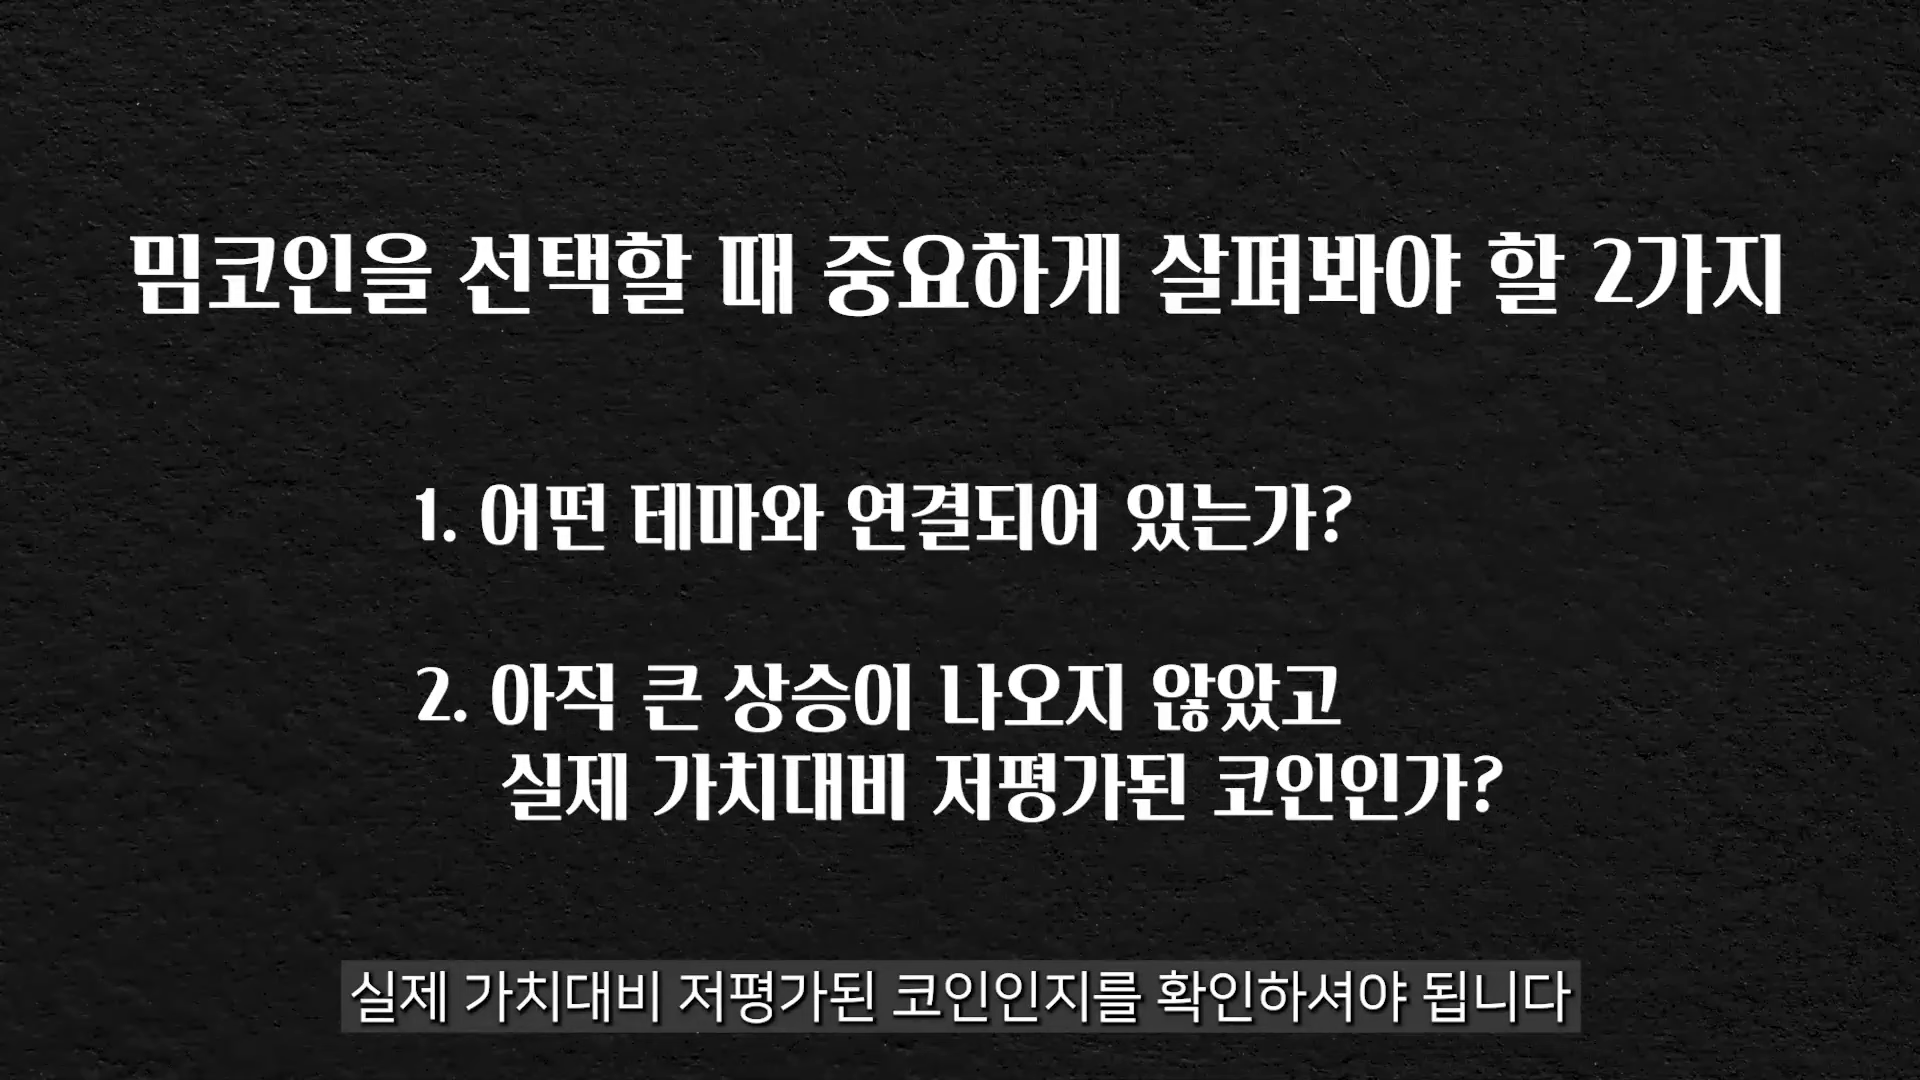 밈코인을 선택할 때 중요하게 살펴봐야 할 2가지
1. 어떤 테마와 연결되어 있는가?
2. 아직 큰 상승이 나오지 않았고
실제 가치대비 저평가된 코인인가?
실제 가치대비 저평가된 코인인지를 확인하셔야 됩니다